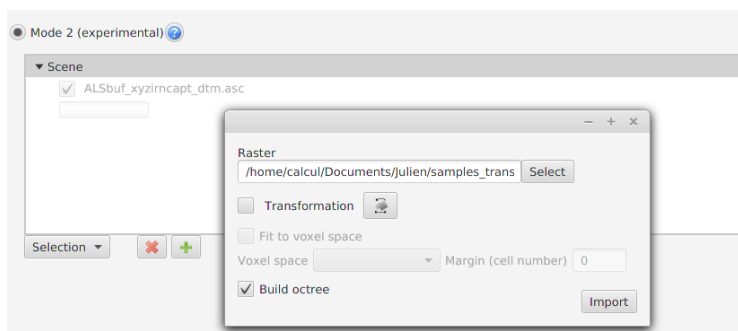 Mode 2 (experimental) ?
Scene
ALSbuf_xyzirncapt_dtm.asc
Raster
/home/calcul/Documents/Julien/samples_trans Select
Transformation
Fit to voxel space
Selection
Voxel space Margin (cell number) 0
Build octree
Import